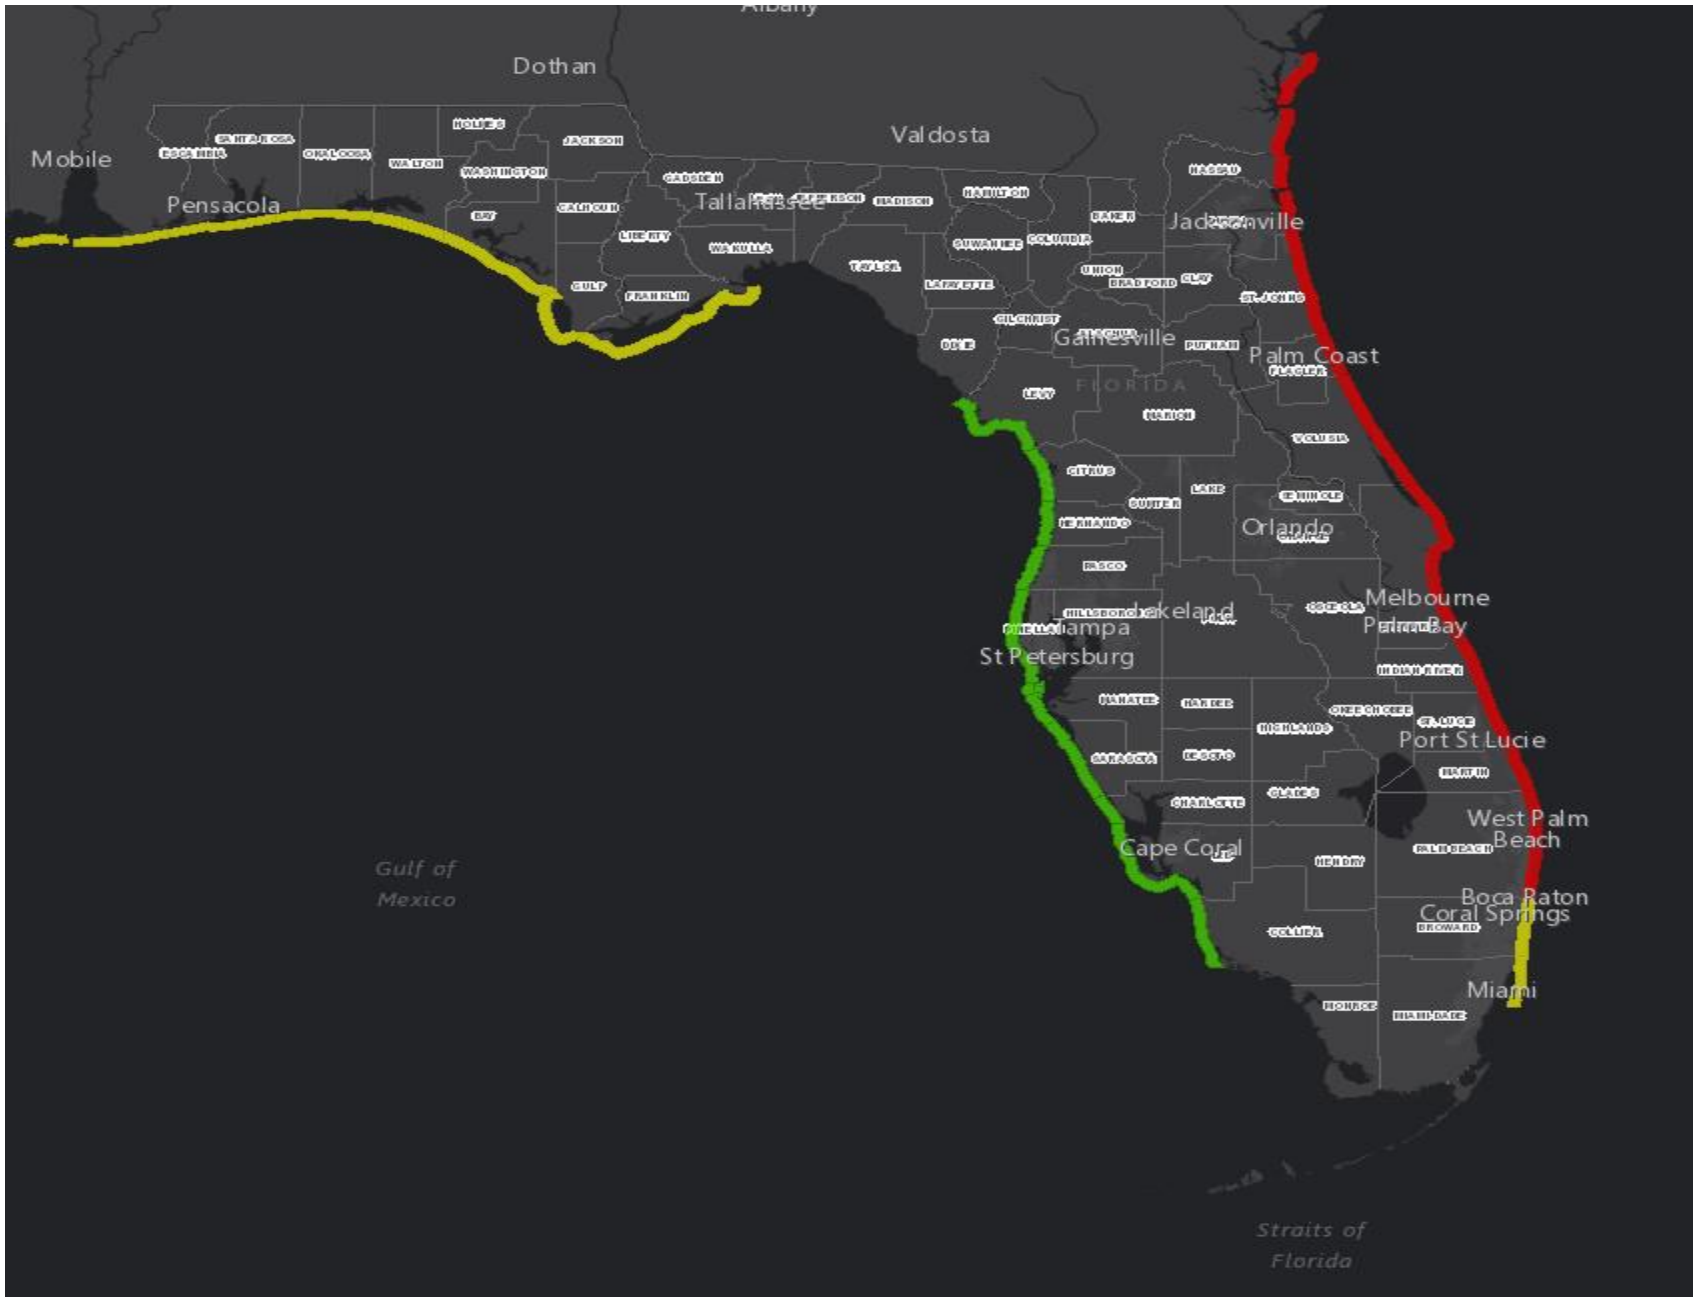 Albany
Dothan
HOLMES
Valdosta
SANTA ROSA
JACKSON
ESCAMBIA
OKALOOSA
Mobile
WALTON
NASSAU
WASHINGTON
GADSDEN
HAMILTON
LEON
JEFFERSON
MADISON
Tallahassee
Pensacola
CALHOUN
BAY
BAKER
Jacksonville
LIBERTY
WAKULLA
SUWANNEE
COLUMBIA
TAYLOR
UNION
CLAY
LAFAYETTE
BRADFORD
GULF
FRANKLIN
ST. JOHNS
GILCHRIST
ALACHUA
Gainesville
DIXIE
PUTNAM
Palm Coast
FLAGLER
FLORIDA
LEVY
MARION
VOLUSIA
CITRUS
LAKE
SEMINOLE
SUMTER
HERNANDO
Orlando
ORANGE
PASCO
Melbourne
OSCEOLA
HILLSBOROUGH
Lakeland
POLK
PINELLAS
Tampa
Palm Bay
St Petersburg
INDIAN RIVER
MANATEE
HARDEE
OKEECHOBEE
ST. LUCIE
HIGHLANDS
Port St Lucie
SARASOTA
DESOTO
MARTIN
GLADES
CHARLOTTE
West Palm
Beach
Cape Coral
LEE
PALM BEACH
HENDRY
Gulf of
Mexico
Boca Raton
Coral Springs
BROWARD
COLLIER
Miami
MONROE
MIAMI-DADE
Straits of
Florida